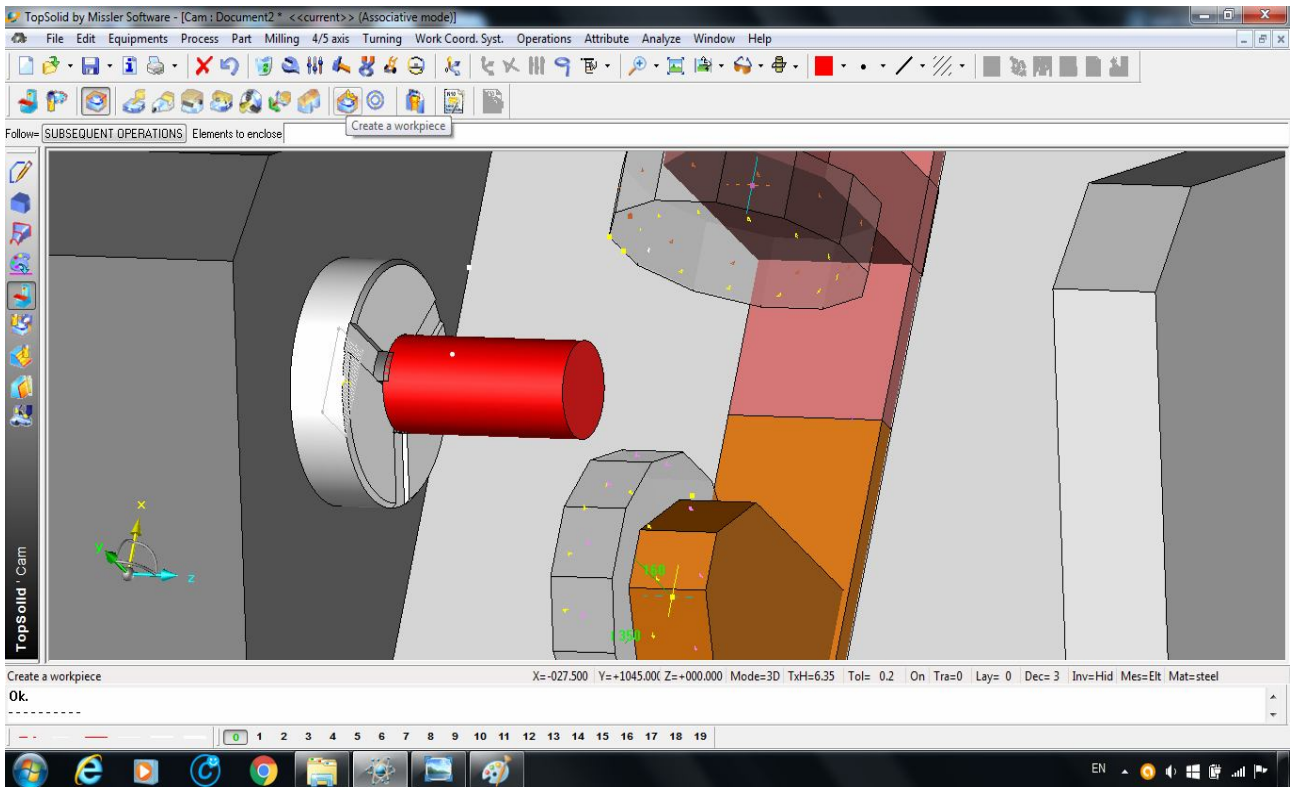 TopSolid by Missler Software - [Cam : Document2 *  <<current>> (Associative mode)]
File Edit Equipments Process Part Milling 4/5 axis Turning Work Coord. Syst. Operations Attribute Analyze Window Help
Follow= SUBSEQUENT OPERATIONS Elements to enclose
Create a workpiece
x
y
z
160
350
TopSolid ' Cam
Create a workpiece X=-027.500 Y=+1045.00( Z=+000.000 Mode=3D TxH=6.35 Tol= 0.2 On Tra=0 Lay= 0 Dec= 3 Inv=Hid Mes=Elt Mat=steel
Ok.
----------
0 1 2 3 4 5 6 7 8 9 10 11 12 13 14 15 16 17 18 19
EN